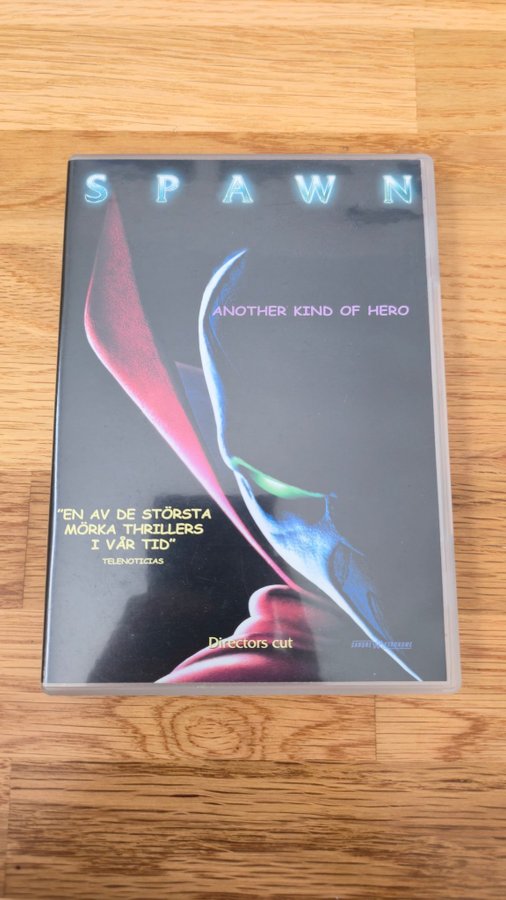 SPAWN
ANOTHER KIND OF HERO
"EN AV DE STÖRSTA
MÖRKA THRILLERS
I VÅR TID"
TELENOTICIAS
Directors cut